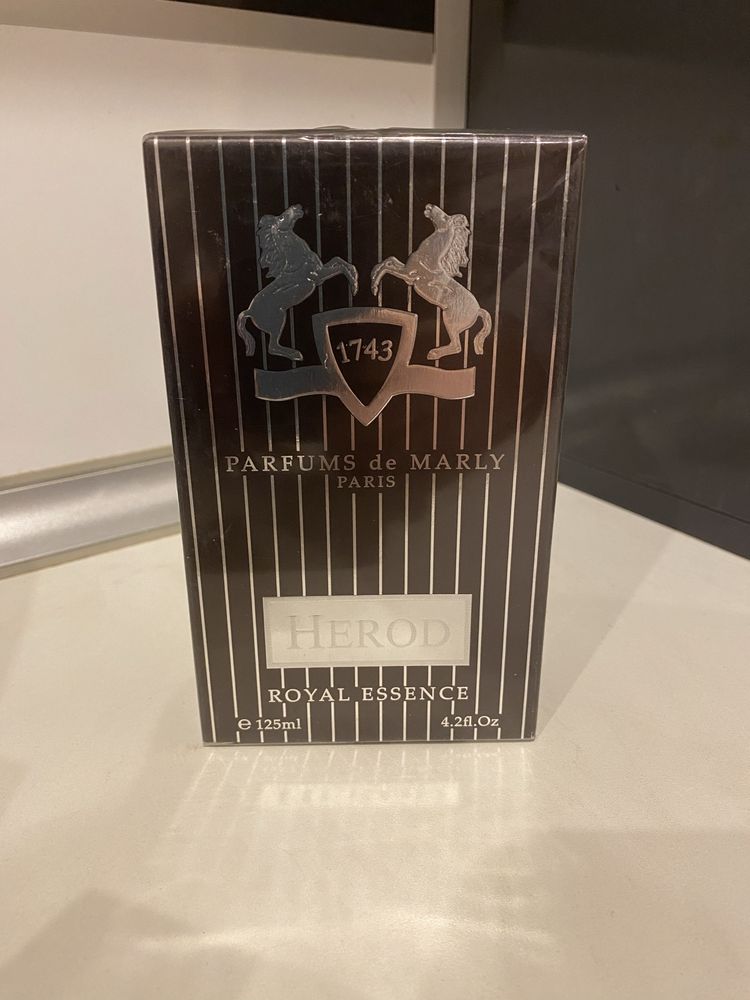 1743
PARFUMS de MARLY
PARIS
HEROD
ROYAL ESSENCE
℮ 125ml 4.2fl.Oz